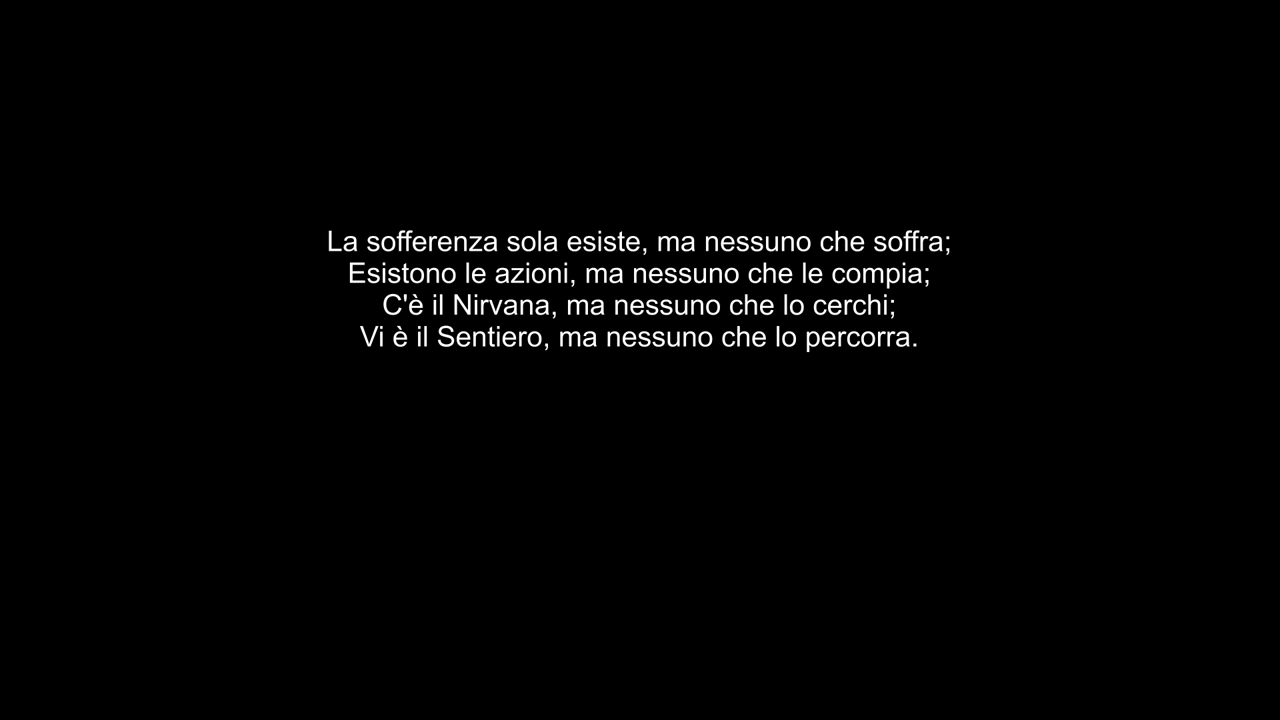 La sofferenza sola esiste, ma nessuno che soffra;
Esistono le azioni, ma nessuno che le compia;
C'è il Nirvana, ma nessuno che lo cerchi;
Vi è il Sentiero, ma nessuno che lo percorra.